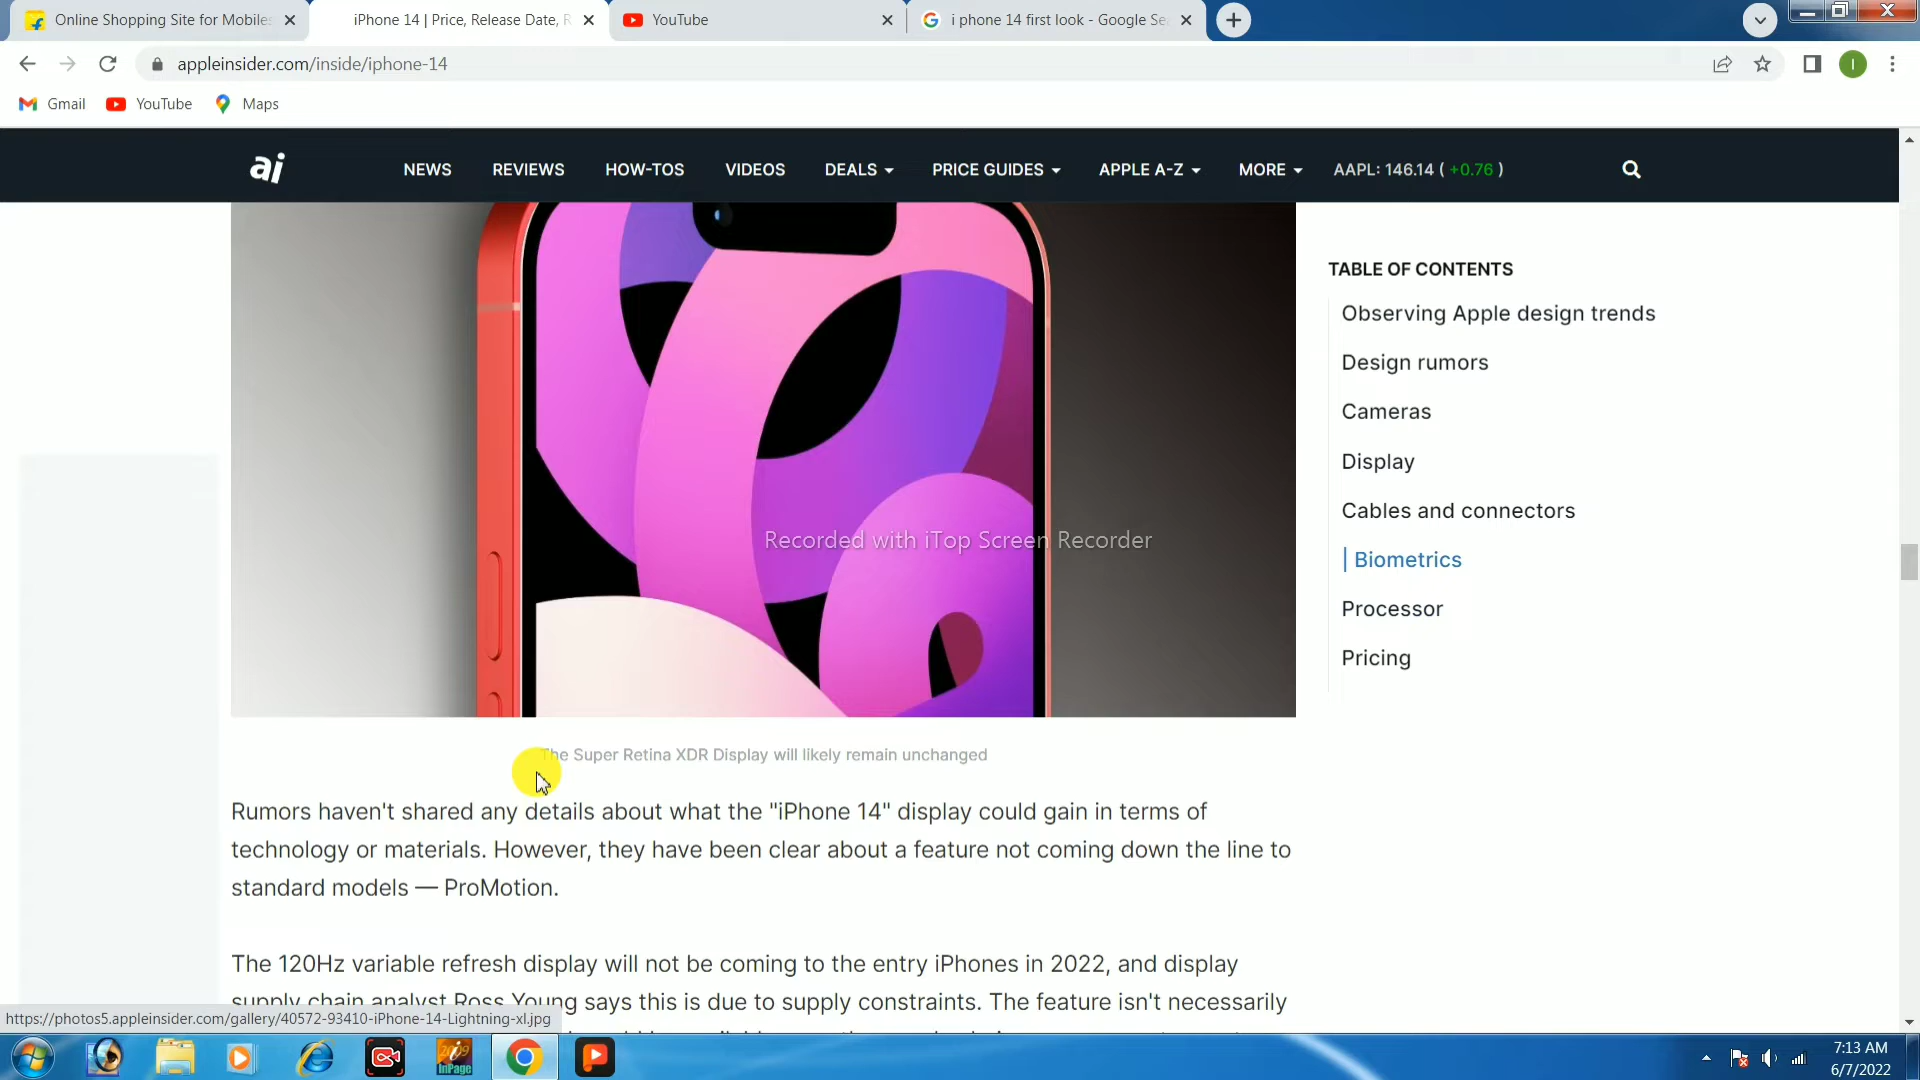 Online Shopping Site for Mobiles
iPhone 14 | Price, Release Date, R
YouTube
i phone 14 first look - Google Se
appleinsider.com/inside/iphone-14
I
Gmail
YouTube
Maps
ai
NEWS
REVIEWS
HOW-TOS
VIDEOS
DEALS
PRICE GUIDES
APPLE A-Z
MORE
AAPL: 146.14 ( +0.76 )
TABLE OF CONTENTS
Observing Apple design trends
Design rumors
Cameras
Display
Cables and connectors
Biometrics
Processor
Pricing
Recorded with iTop Screen Recorder
The Super Retina XDR Display will likely remain unchanged
Rumors haven't shared any details about what the "iPhone 14" display could gain in terms of
technology or materials. However, they have been clear about a feature not coming down the line to
standard models — ProMotion.
The 120Hz variable refresh display will not be coming to the entry iPhones in 2022, and display
supply chain analyst Ross Young says this is due to supply constraints. The feature isn't necessarily
https://photos5.appleinsider.com/gallery/40572-93410-iPhone-14-Lightning-xl.jpg
2009
InPage
7:13 AM
6/7/2022